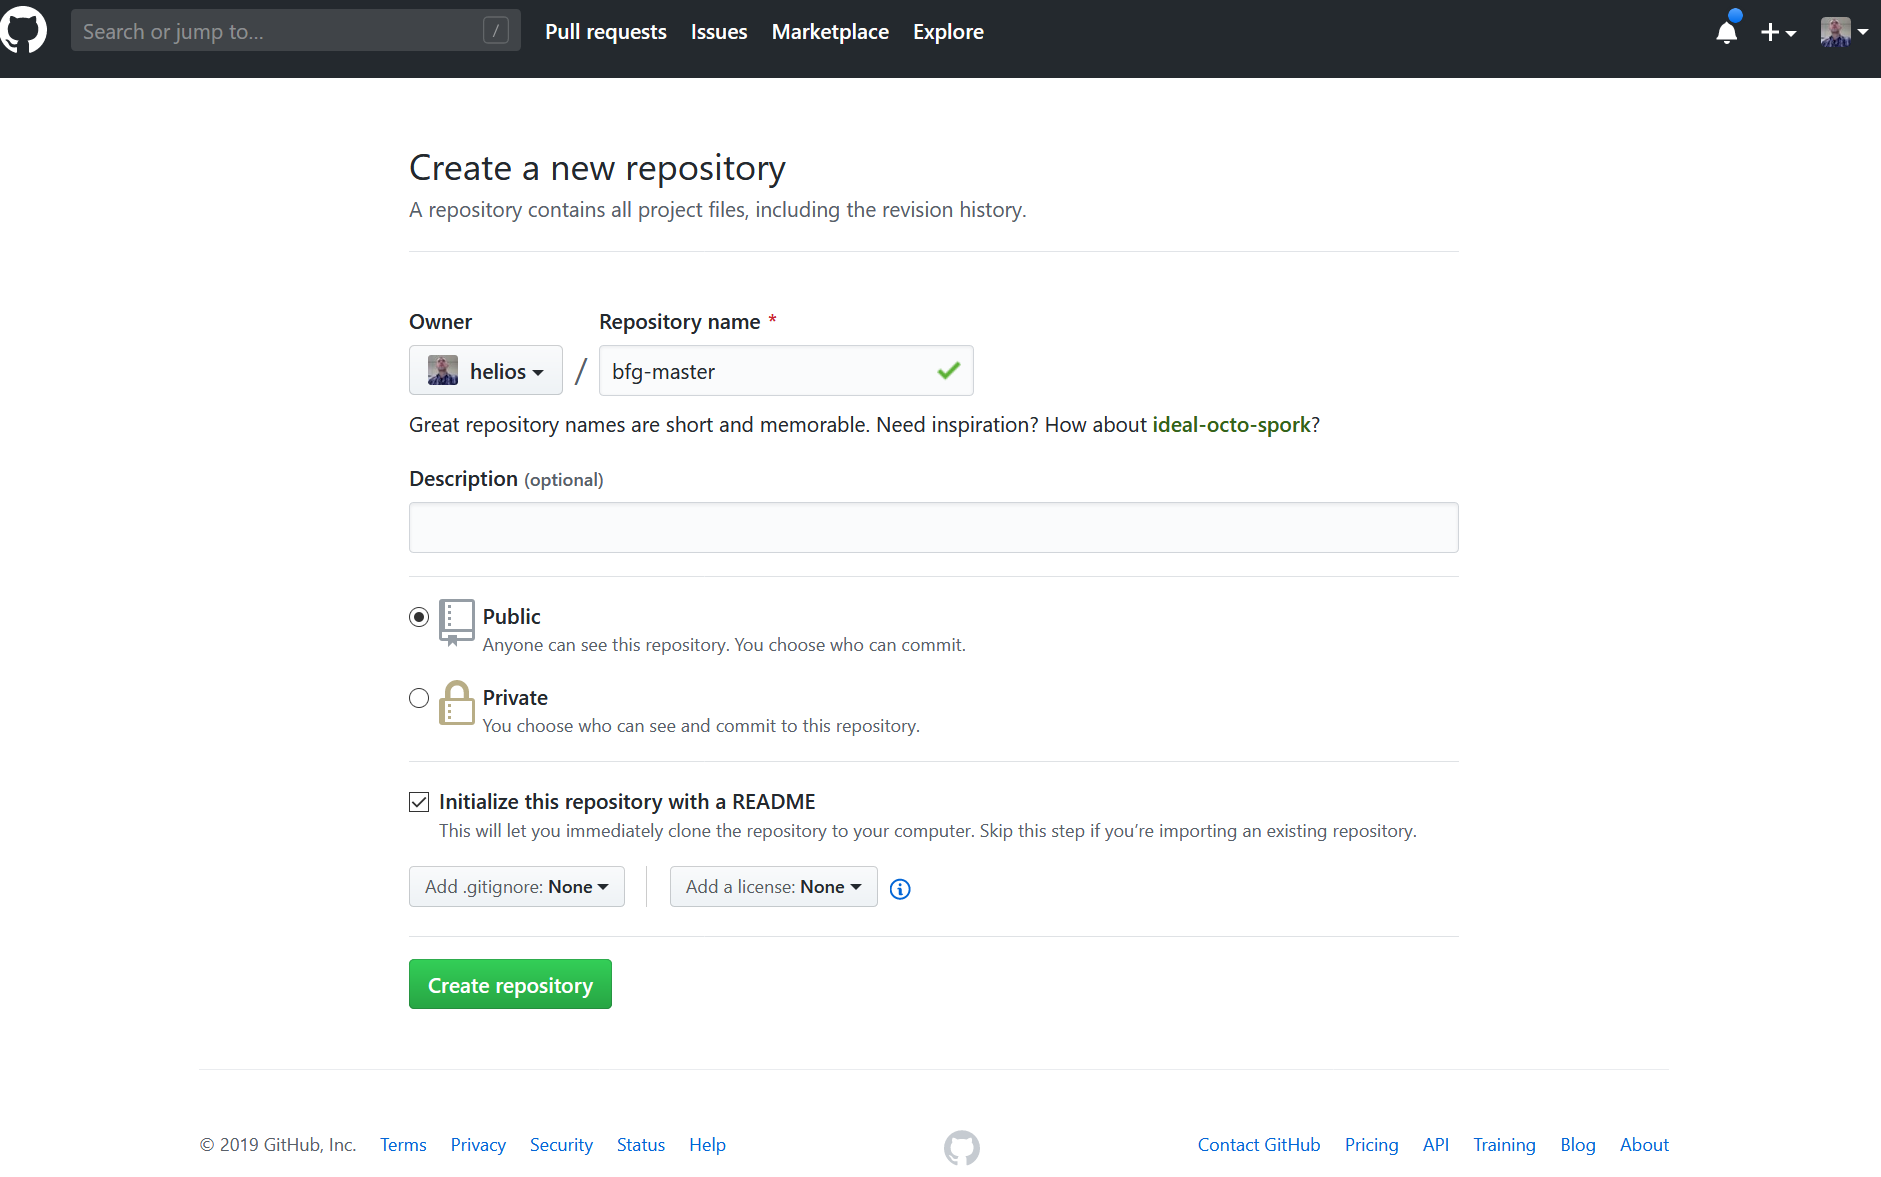 Search or jump to... / Pull requests Issues Marketplace Explore
Create a new repository
A repository contains all project files, including the revision history.
Owner Repository name *
helios / bfg-master
Great repository names are short and memorable. Need inspiration? How about ideal-octo-spork?
Description (optional)
Public
Anyone can see this repository. You choose who can commit.
Private
You choose who can see and commit to this repository.
Initialize this repository with a README
This will let you immediately clone the repository to your computer. Skip this step if you’re importing an existing repository.
Add .gitignore: None Add a license: None
Create repository
© 2019 GitHub, Inc. Terms Privacy Security Status Help Contact GitHub Pricing API Training Blog About